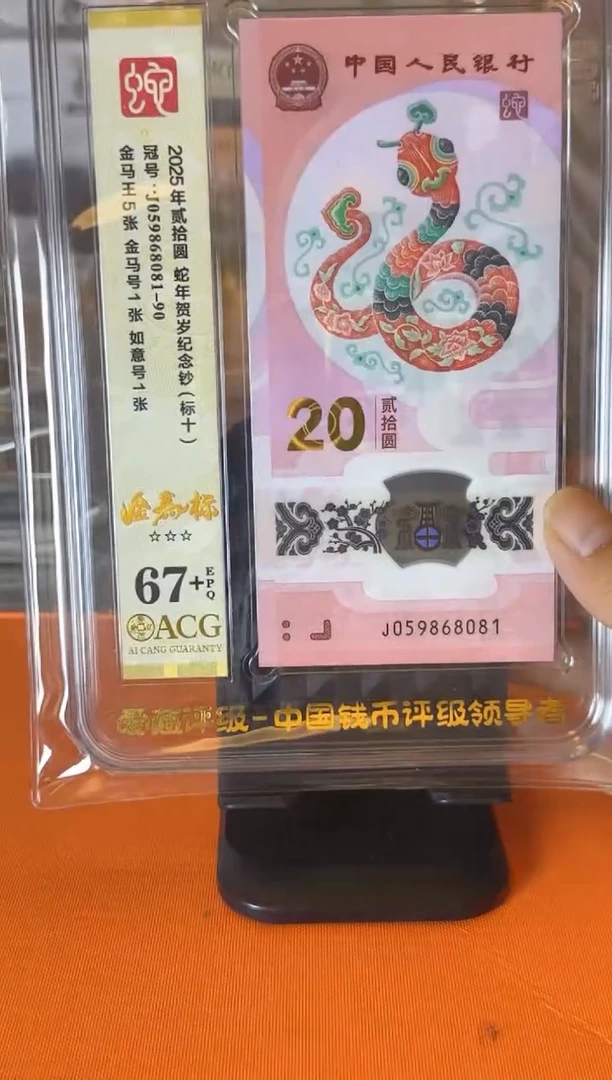 蛇
2025年贰拾圆 蛇年贺岁纪念钞(标十)
冠号:J059868081-90
金马王5张 金马号1张 如意号1张
☆☆☆
67+EPQ
ACG
AI CANG GUARANTY
中国人民银行
20
贰拾圆
J059868081
爱藏评级-中国钱币评级领导者